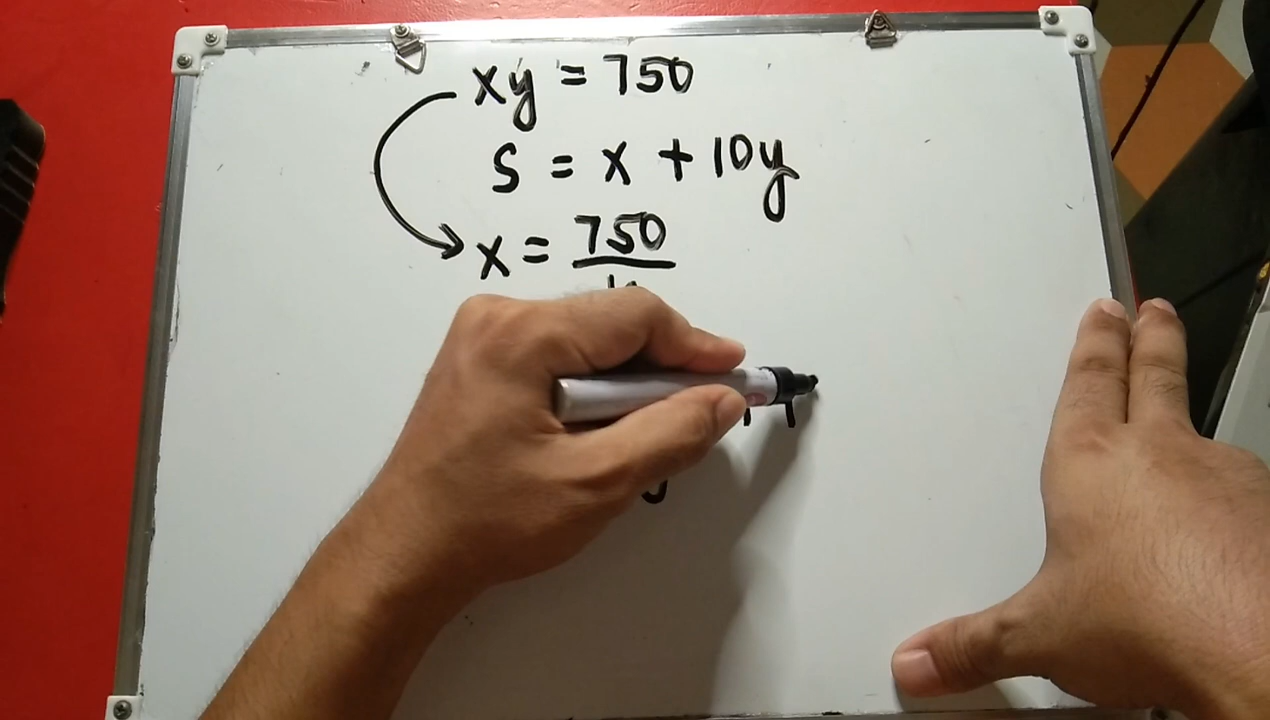 xy = 750
S = x + 10y
x = 750